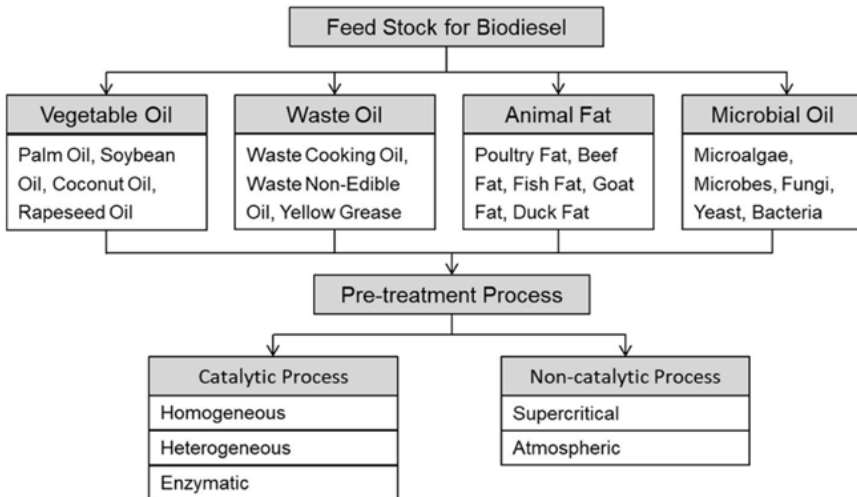 Feed Stock for Biodiesel
Vegetable Oil
Palm Oil, Soybean
Oil, Coconut Oil,
Rapeseed Oil
Waste Oil
Waste Cooking Oil,
Waste Non-Edible
Oil, Yellow Grease
Animal Fat
Poultry Fat, Beef
Fat, Fish Fat, Goat
Fat, Duck Fat
Microbial Oil
Microalgae,
Microbes, Fungi,
Yeast, Bacteria
Pre-treatment Process
Catalytic Process
Homogeneous
Heterogeneous
Enzymatic
Non-catalytic Process
Supercritical
Atmospheric